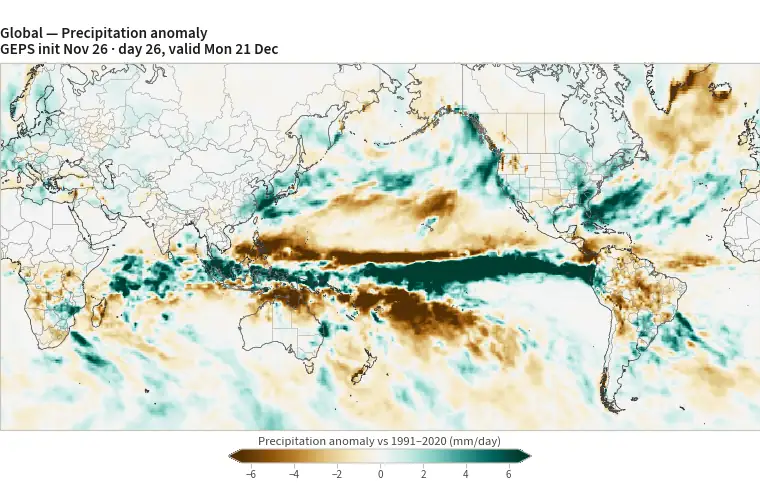 Global — Precipitation anomaly
GEPS init Nov 26 · day 26, valid Mon 21 Dec
Precipitation anomaly vs 1991–2020 (mm/day)
−6 −4 −2 0 2 4 6